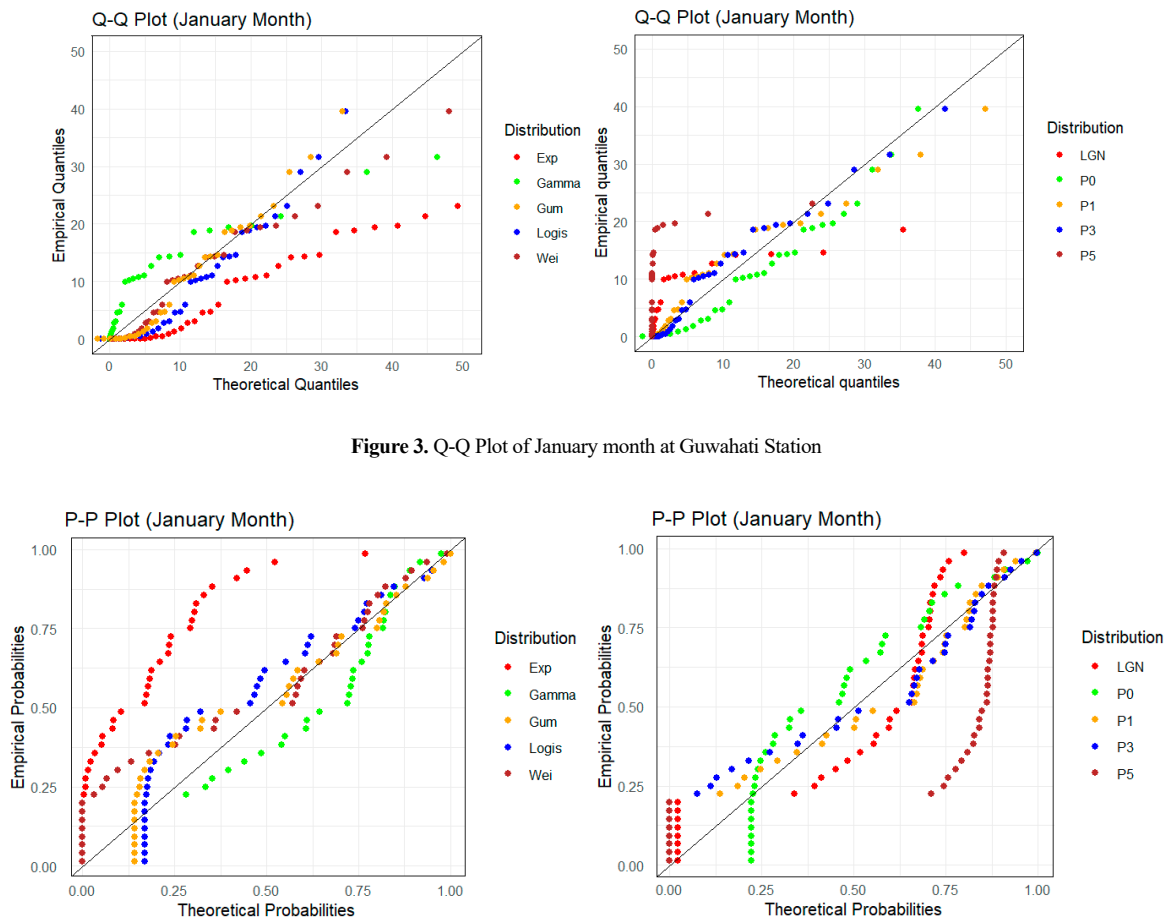 Q-Q Plot (January Month)
50
40
30
20
10
0
Empirical Quantiles
0 10 20 30 40 50
Theoretical Quantiles
Distribution
Exp
Gamma
Gum
Logis
Wei
Q-Q Plot (January Month)
50
40
30
20
10
0
Empirical quantiles
0 10 20 30 40 50
Theoretical quantiles
Distribution
LGN
P0
P1
P3
P5
Figure 3. Q-Q Plot of January month at Guwahati Station
P-P Plot (January Month)
1.00
0.75
0.50
0.25
0.00
Empirical Probabilities
0.00 0.25 0.50 0.75 1.00
Theoretical Probabilities
Distribution
Exp
Gamma
Gum
Logis
Wei
P-P Plot (January Month)
1.00
0.75
0.50
0.25
0.00
Empirical Probabilities
0.00 0.25 0.50 0.75 1.00
Theoretical Probabilities
Distribution
LGN
P0
P1
P3
P5